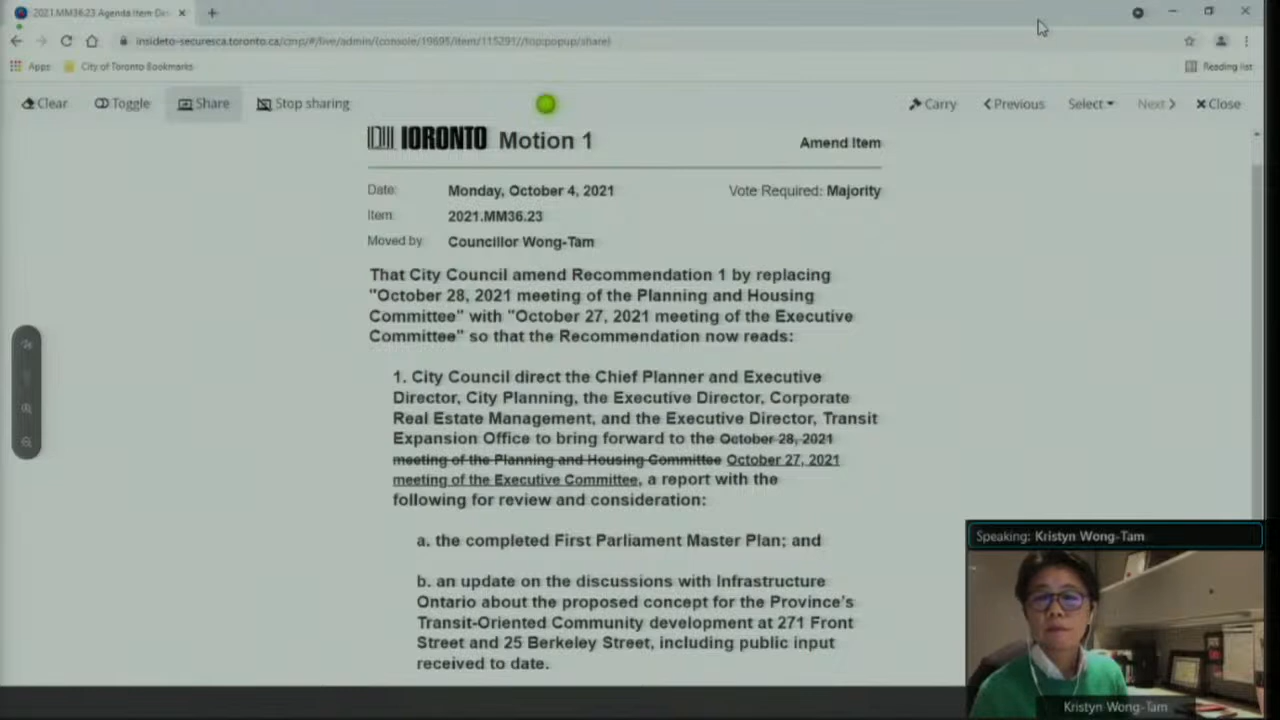 2021.MM36.23 Agenda Item
insideto-securesca.toronto.ca/cmp/#/live/admin/(console/19695/item/115291//top:popup/share)
Apps City of Toronto Bookmarks Reading list
Clear Toggle Share Stop sharing Carry Previous Select Next Close
TORONTO Motion 1 Amend Item
Date: Monday, October 4, 2021 Vote Required: Majority
Item: 2021.MM36.23
Moved by Councillor Wong-Tam
That City Council amend Recommendation 1 by replacing
"October 28, 2021 meeting of the Planning and Housing
Committee" with "October 27, 2021 meeting of the Executive
Committee" so that the Recommendation now reads:
1. City Council direct the Chief Planner and Executive
Director, City Planning, the Executive Director, Corporate
Real Estate Management, and the Executive Director, Transit
Expansion Office to bring forward to the October 28, 2021
meeting of the Planning and Housing Committee October 27, 2021
meeting of the Executive Committee, a report with the
following for review and consideration:
a. the completed First Parliament Master Plan; and
b. an update on the discussions with Infrastructure
Ontario about the proposed concept for the Province's
Transit-Oriented Community development at 271 Front
Street and 25 Berkeley Street, including public input
received to date.
Speaking: Kristyn Wong-Tam
Kristyn Wong-Tam